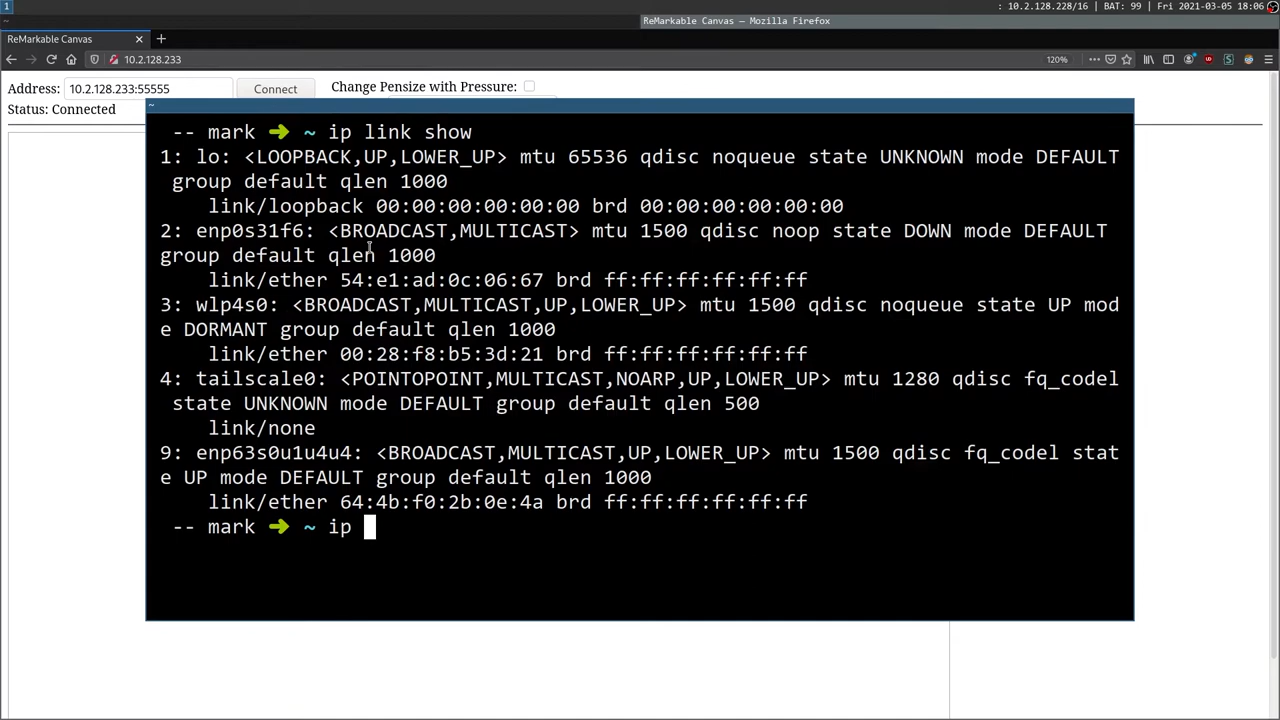 1
: 10.2.128.228/16 | BAT: 99 | Fri 2021-03-05 18:06
~
ReMarkable Canvas — Mozilla Firefox
ReMarkable Canvas
10.2.128.233
120%
Address: 10.2.128.233:55555 Connect Change Pensize with Pressure:
Status: Connected
~
-- mark ➜ ~ ip link show
1: lo: <LOOPBACK,UP,LOWER_UP> mtu 65536 qdisc noqueue state UNKNOWN mode DEFAULT
group default qlen 1000
link/loopback 00:00:00:00:00:00 brd 00:00:00:00:00:00
2: enp0s31f6: <BROADCAST,MULTICAST> mtu 1500 qdisc noop state DOWN mode DEFAULT
group default qlen 1000
link/ether 54:e1:ad:0c:06:67 brd ff:ff:ff:ff:ff:ff
3: wlp4s0: <BROADCAST,MULTICAST,UP,LOWER_UP> mtu 1500 qdisc noqueue state UP mod
e DORMANT group default qlen 1000
link/ether 00:28:f8:b5:3d:21 brd ff:ff:ff:ff:ff:ff
4: tailscale0: <POINTOPOINT,MULTICAST,NOARP,UP,LOWER_UP> mtu 1280 qdisc fq_codel
state UNKNOWN mode DEFAULT group default qlen 500
link/none
9: enp63s0u1u4u4: <BROADCAST,MULTICAST,UP,LOWER_UP> mtu 1500 qdisc fq_codel stat
e UP mode DEFAULT group default qlen 1000
link/ether 64:4b:f0:2b:0e:4a brd ff:ff:ff:ff:ff:ff
-- mark ➜ ~ ip